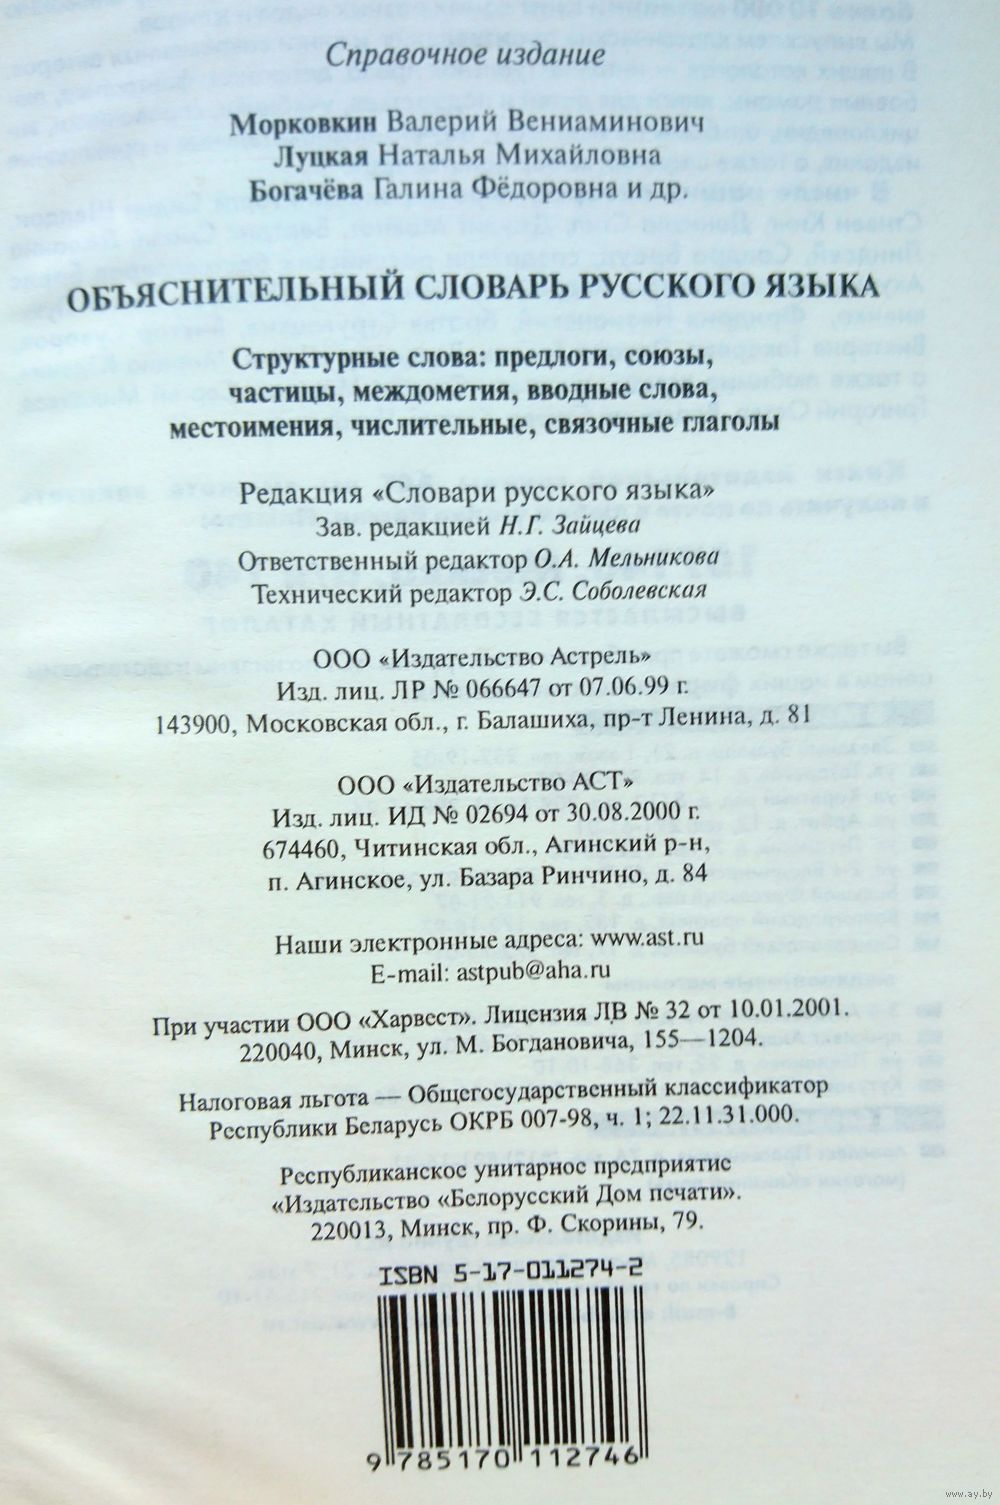 Справочное издание
Морковкин Валерий Вениаминович
Луцкая Наталья Михайловна
Богачёва Галина Фёдоровна и др.
ОБЪЯСНИТЕЛЬНЫЙ СЛОВАРЬ РУССКОГО ЯЗЫКА
Структурные слова: предлоги, союзы,
частицы, междометия, вводные слова,
местоимения, числительные, связочные глаголы
Редакция «Словари русского языка»
Зав. редакцией Н.Г. Зайцева
Ответственный редактор О.А. Мельникова
Технический редактор Э.С. Соболевская
ООО «Издательство Астрель»
Изд. лиц. ЛР № 066647 от 07.06.99 г.
143900, Московская обл., г. Балашиха, пр-т Ленина, д. 81
ООО «Издательство АСТ»
Изд. лиц. ИД № 02694 от 30.08.2000 г.
674460, Читинская обл., Агинский р-н,
п. Агинское, ул. Базара Ринчино, д. 84
Наши электронные адреса: www.ast.ru
E-mail: astpub@aha.ru
При участии ООО «Харвест». Лицензия ЛВ № 32 от 10.01.2001.
220040, Минск, ул. М. Богдановича, 155—1204.
Налоговая льгота — Общегосударственный классификатор
Республики Беларусь ОКРБ 007-98, ч. 1; 22.11.31.000.
Республиканское унитарное предприятие
«Издательство «Белорусский Дом печати».
220013, Минск, пр. Ф. Скорины, 79.
ISBN 5-17-011274-2
9 785170 112746
www.ay.by